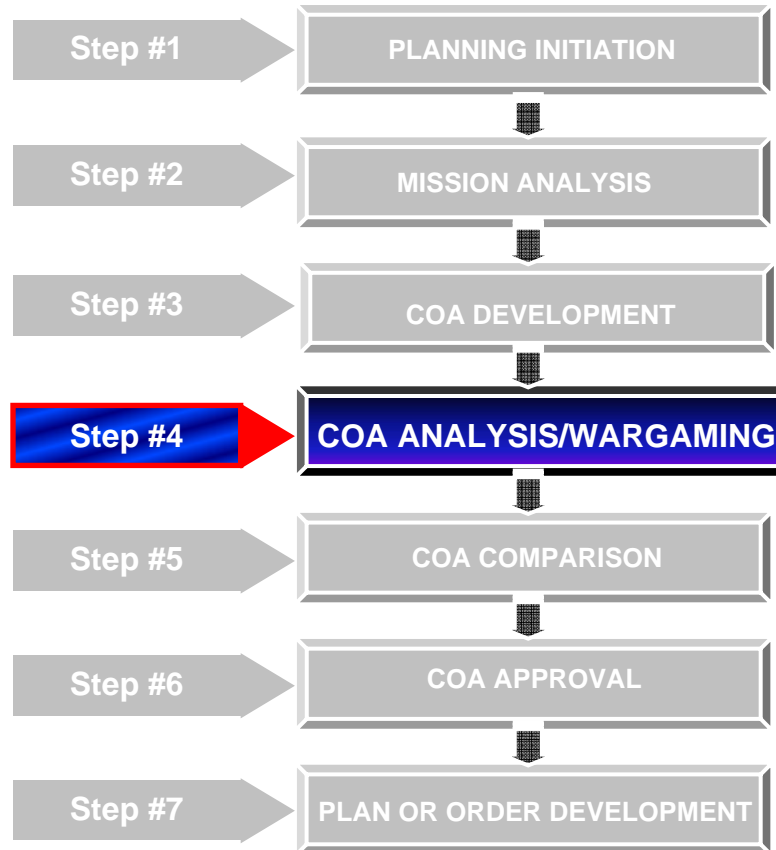 Step #1
PLANNING INITIATION
Step #2
MISSION ANALYSIS
Step #3
COA DEVELOPMENT
Step #4
COA ANALYSIS/WARGAMING
Step #5
COA COMPARISON
Step #6
COA APPROVAL
Step #7
PLAN OR ORDER DEVELOPMENT